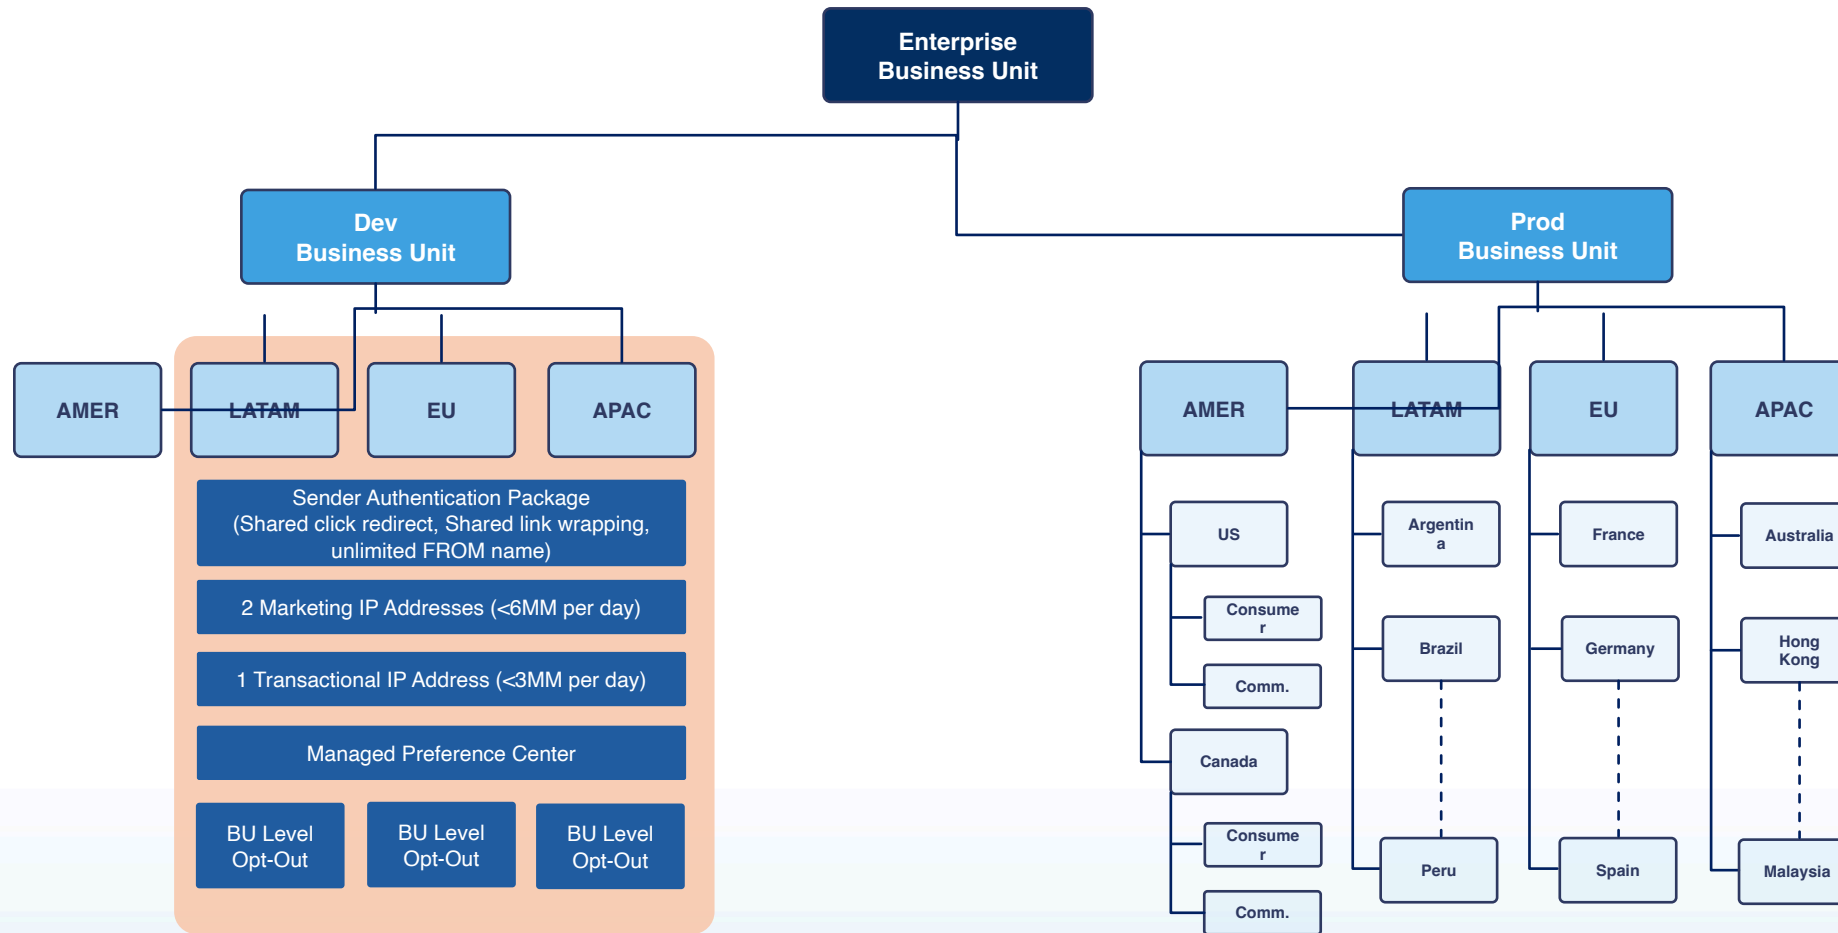 Enterprise
Business Unit
Dev
Business Unit
Prod
Business Unit
AMER
LATAM
EU
APAC
AMER
LATAM
EU
APAC
Sender Authentication Package
(Shared click redirect, Shared link wrapping,
unlimited FROM name)
2 Marketing IP Addresses (<6MM per day)
1 Transactional IP Address (<3MM per day)
Managed Preference Center
BU Level
Opt-Out
BU Level
Opt-Out
BU Level
Opt-Out
US
Consume
r
Comm.
Canada
Consume
r
Comm.
Argentin
a
Brazil
Peru
France
Germany
Spain
Australia
Hong
Kong
Malaysia